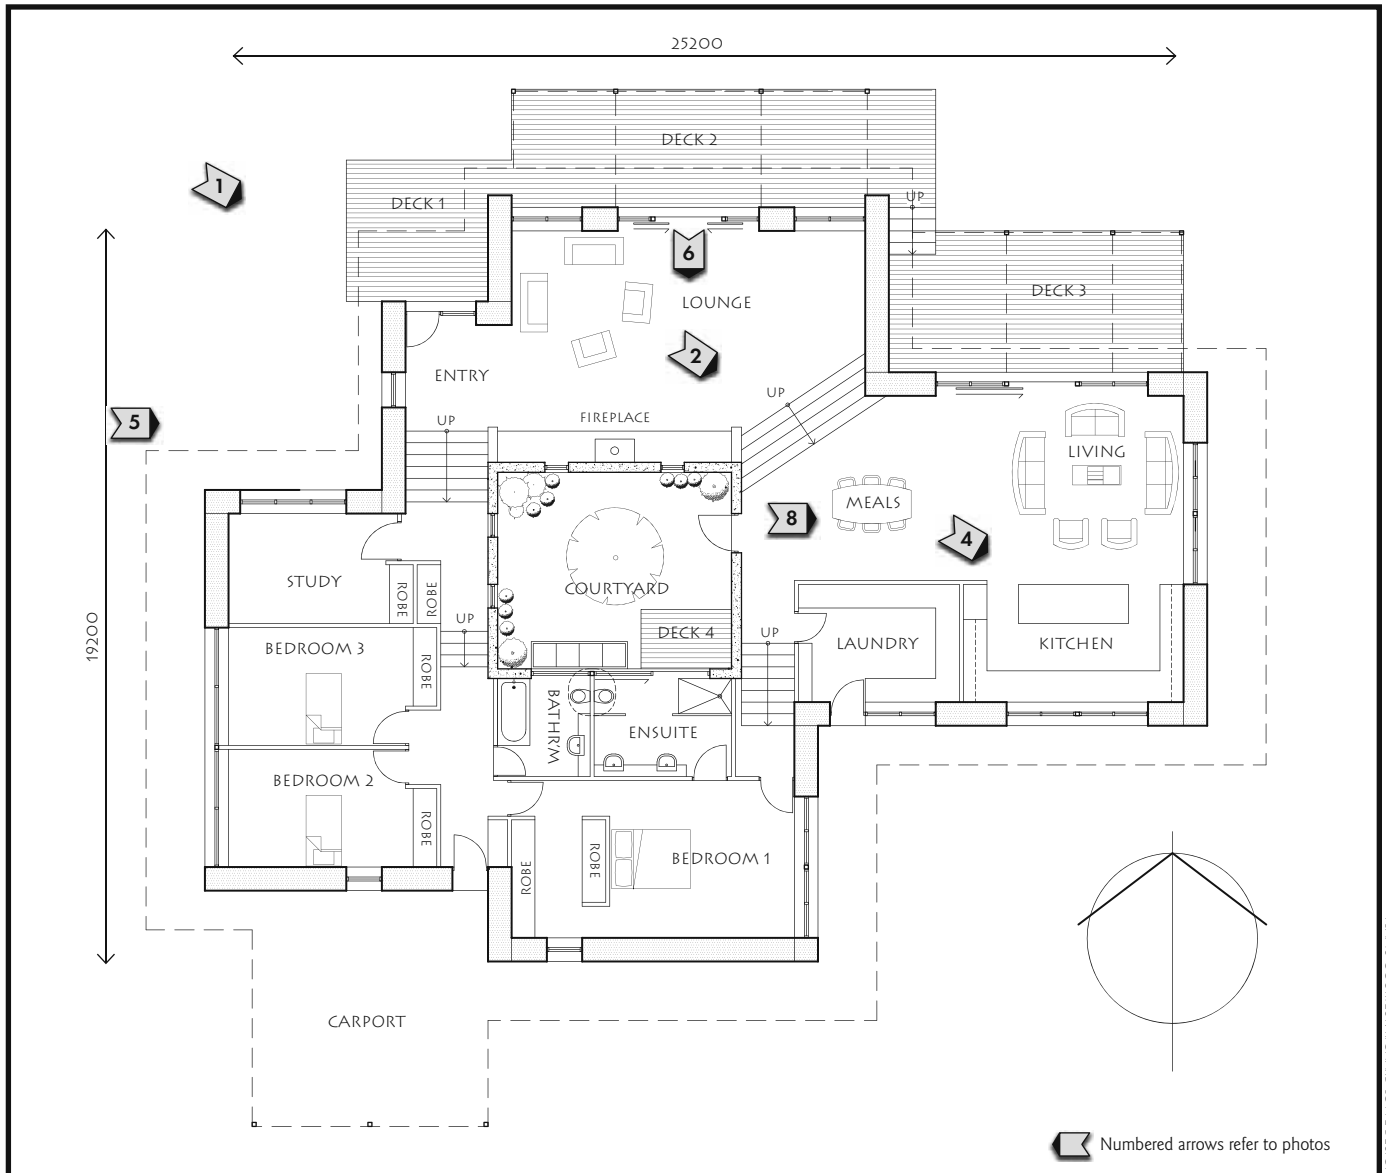 25200
DECK 2
1
DECK 1
UP
6
DECK 3
LOUNGE
2
ENTRY
UP
5
UP
FIREPLACE
LIVING
MEALS
8
4
STUDY
ROBE
ROBE
COURTYARD
UP
DECK 4
UP
LAUNDRY
KITCHEN
19200
BEDROOM 3
ROBE
BATHR'M
ENSUITE
BEDROOM 2
ROBE
ROBE
ROBE
BEDROOM 1
CARPORT
Numbered arrows refer to photos